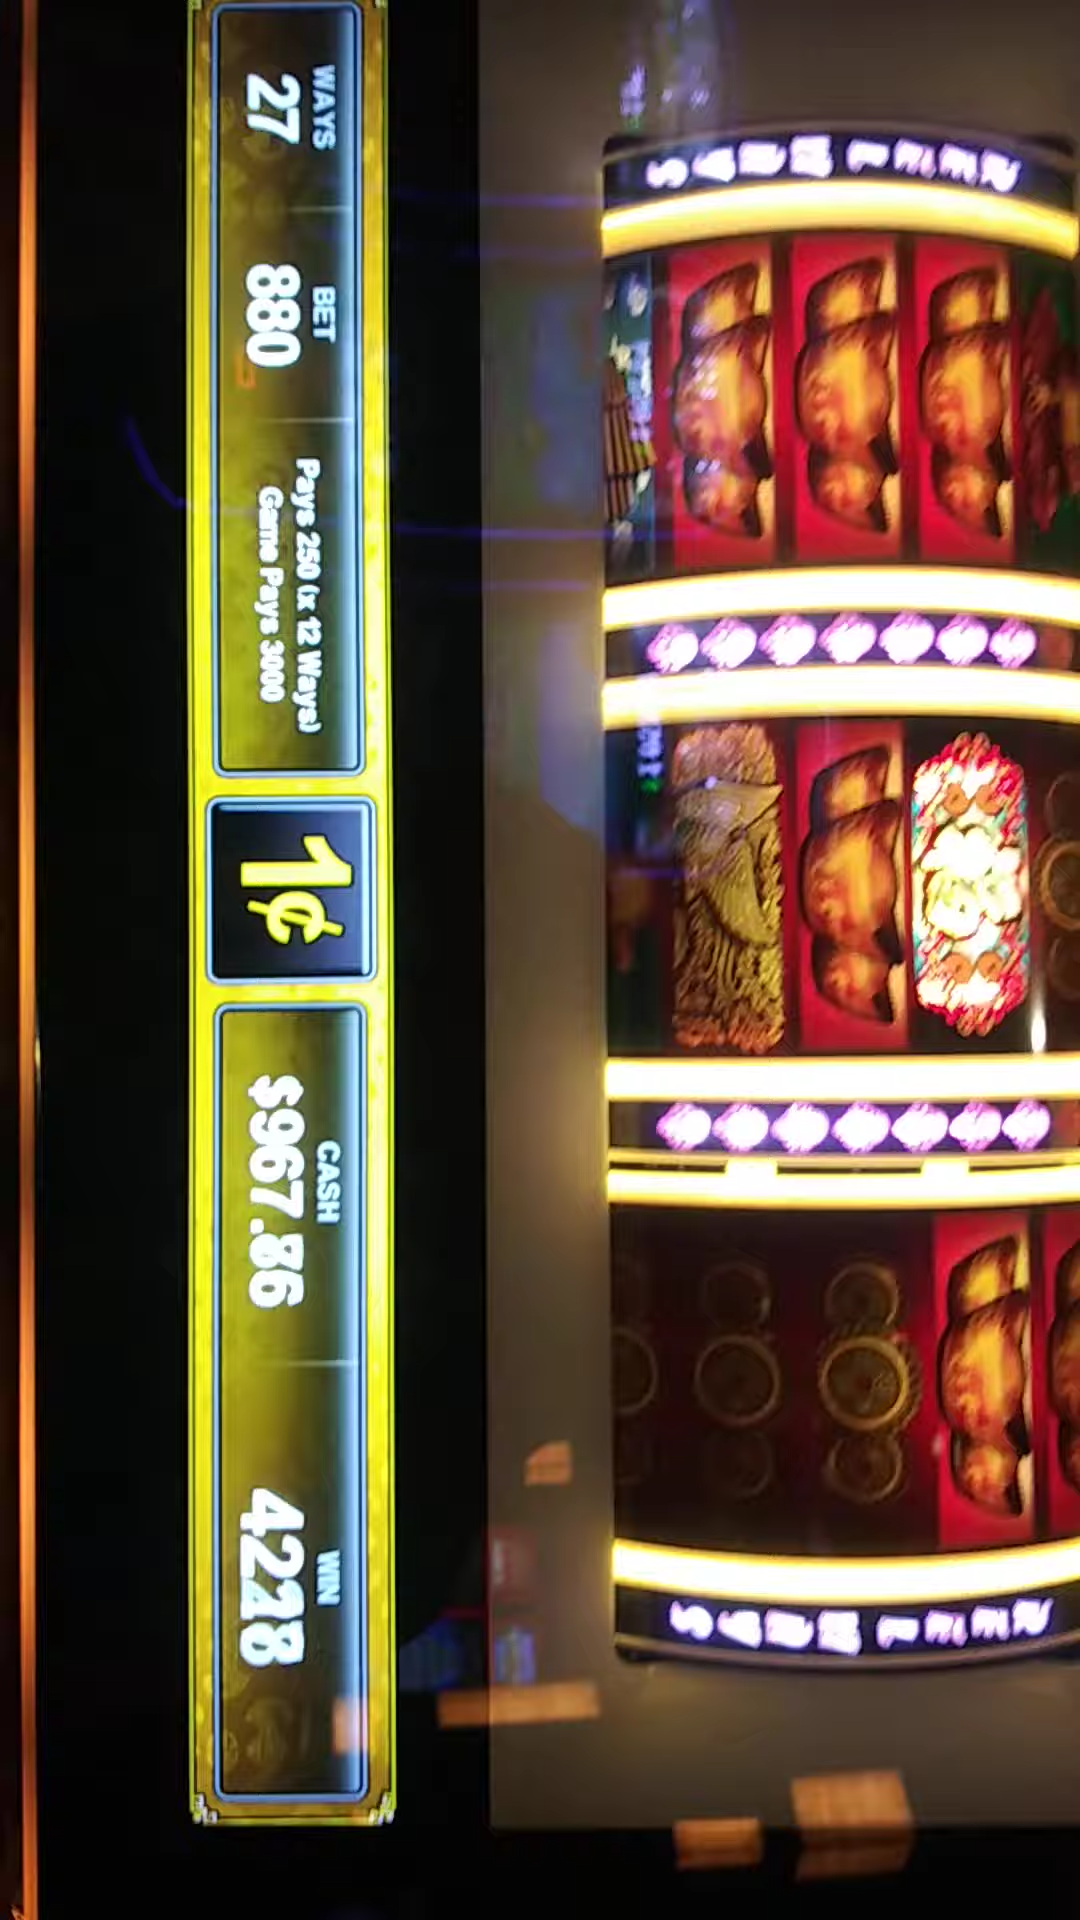 WAYS
27
BET
880
Pays 250 (x 12 Ways)
Game Pays 3000
1¢
CASH
$967.86
WIN
4228